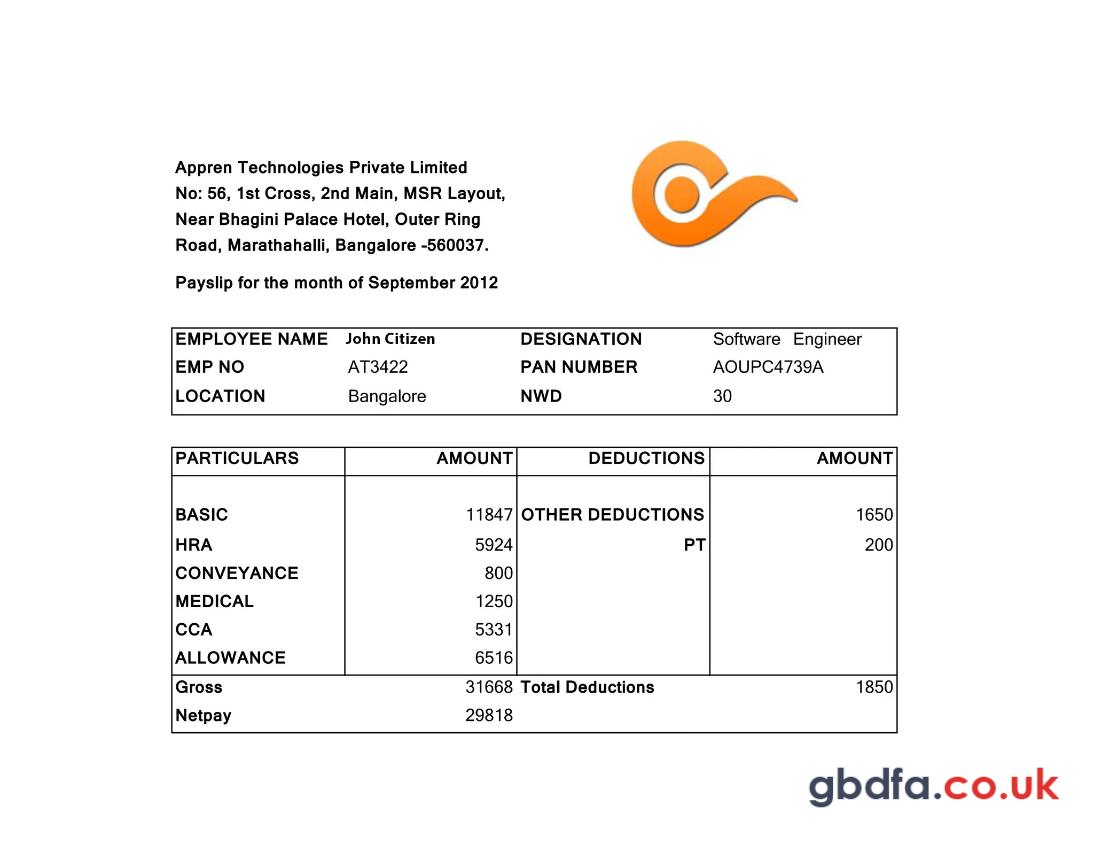 Appren Technologies Private Limited
No: 56, 1st Cross, 2nd Main, MSR Layout,
Near Bhagini Palace Hotel, Outer Ring
Road, Marathahalli, Bangalore -560037.
Payslip for the month of September 2012
EMPLOYEE NAME John Citizen DESIGNATION Software Engineer
EMP NO AT3422 PAN NUMBER AOUPC4739A
LOCATION Bangalore NWD 30
PARTICULARS AMOUNT DEDUCTIONS AMOUNT
BASIC 11847 OTHER DEDUCTIONS 1650
HRA 5924 PT 200
CONVEYANCE 800
MEDICAL 1250
CCA 5331
ALLOWANCE 6516
Gross 31668 Total Deductions 1850
Netpay 29818
gbdfa.co.uk